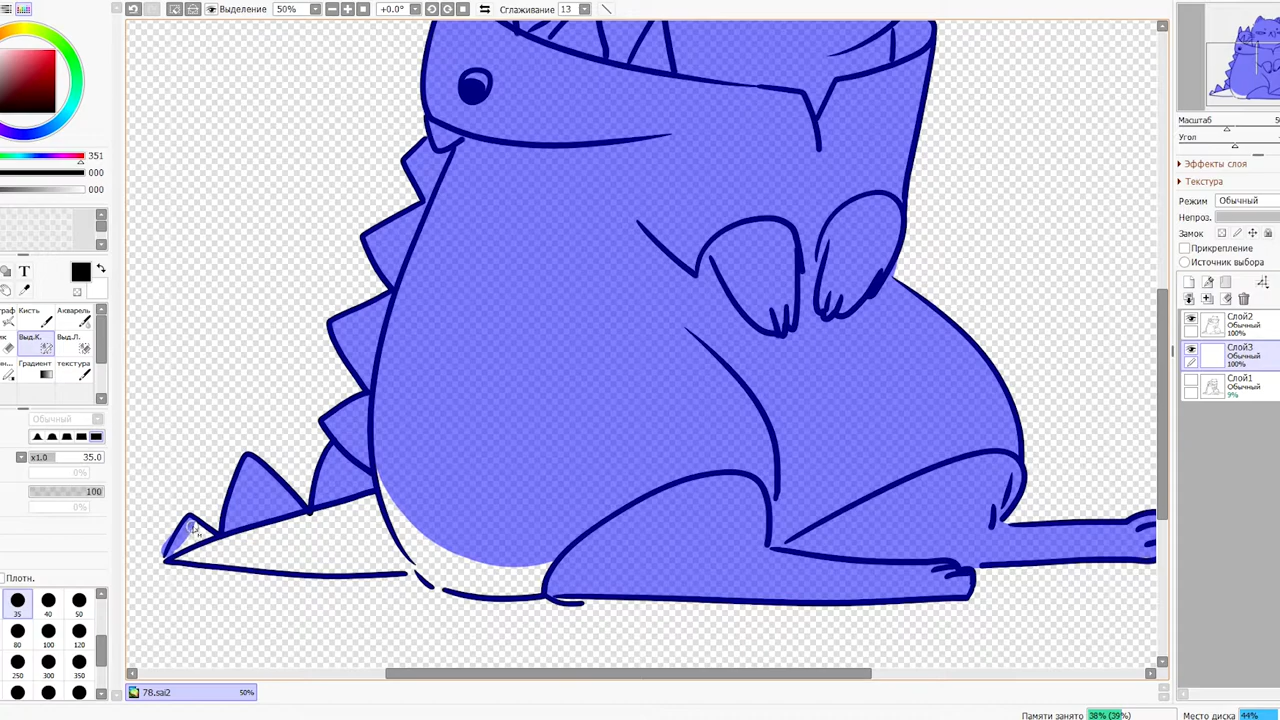 Выделение 50% +0.0° Сглаживание 13
351
000
000
T
Кисть Акварель
Выд.К. Выд.Л.
Градиент текстура
Обычный
x1.0 35.0
0%
100
0%
Плотн.
35 40 50
80 100 120
250 300 350
78.sai2 50%
Масштаб
Угол
Эффекты слоя
Текстура
Режим Обычный
Непроз.
Замок
Прикрепление
Источник выбора
Слой2
Обычный
100%
Слой3
Обычный
100%
Слой1
Обычный
9%
Памяти занято 38% (39%) Место диска 44%